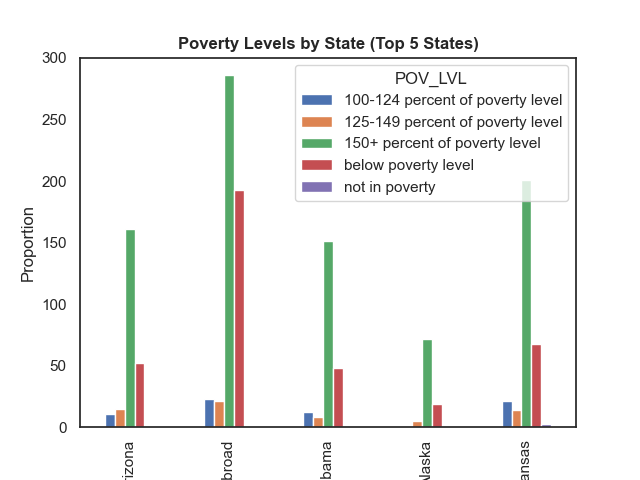 Poverty Levels by State (Top 5 States)
300
250
200
150
100
50
0
Proportion
POV_LVL
100-124 percent of poverty level
125-149 percent of poverty level
150+ percent of poverty level
below poverty level
not in poverty
rizona
broad
bama
laska
ansas